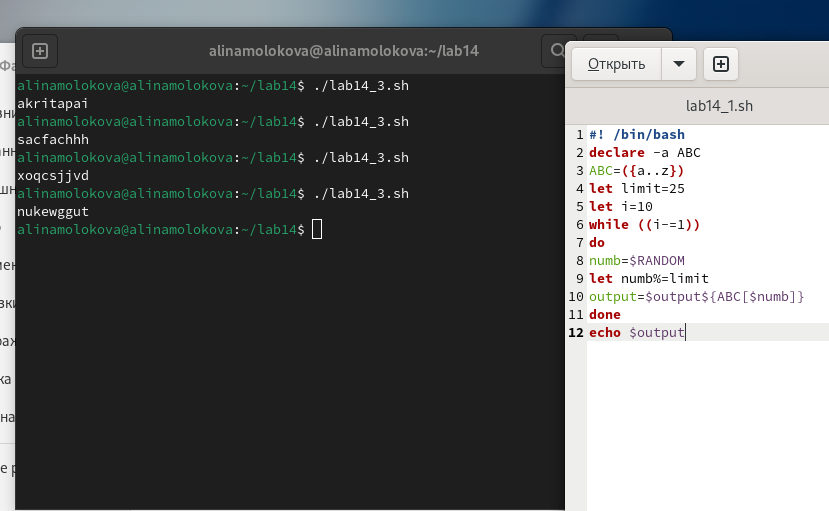 alinamolokova@alinamolokova:~/lab14
alinamolokova@alinamolokova:~/lab14$ ./lab14_3.sh
akritapai
alinamolokova@alinamolokova:~/lab14$ ./lab14_3.sh
sacfachhh
alinamolokova@alinamolokova:~/lab14$ ./lab14_3.sh
xoqcsjjvd
alinamolokova@alinamolokova:~/lab14$ ./lab14_3.sh
nukewggut
alinamolokova@alinamolokova:~/lab14$
Открыть
lab14_1.sh
1 #! /bin/bash
2 declare -a ABC
3 ABC=({a..z})
4 let limit=25
5 let i=10
6 while ((i-=1))
7 do
8 numb=$RANDOM
9 let numb%=limit
10 output=$output${ABC[$numb]}
11 done
12 echo $output